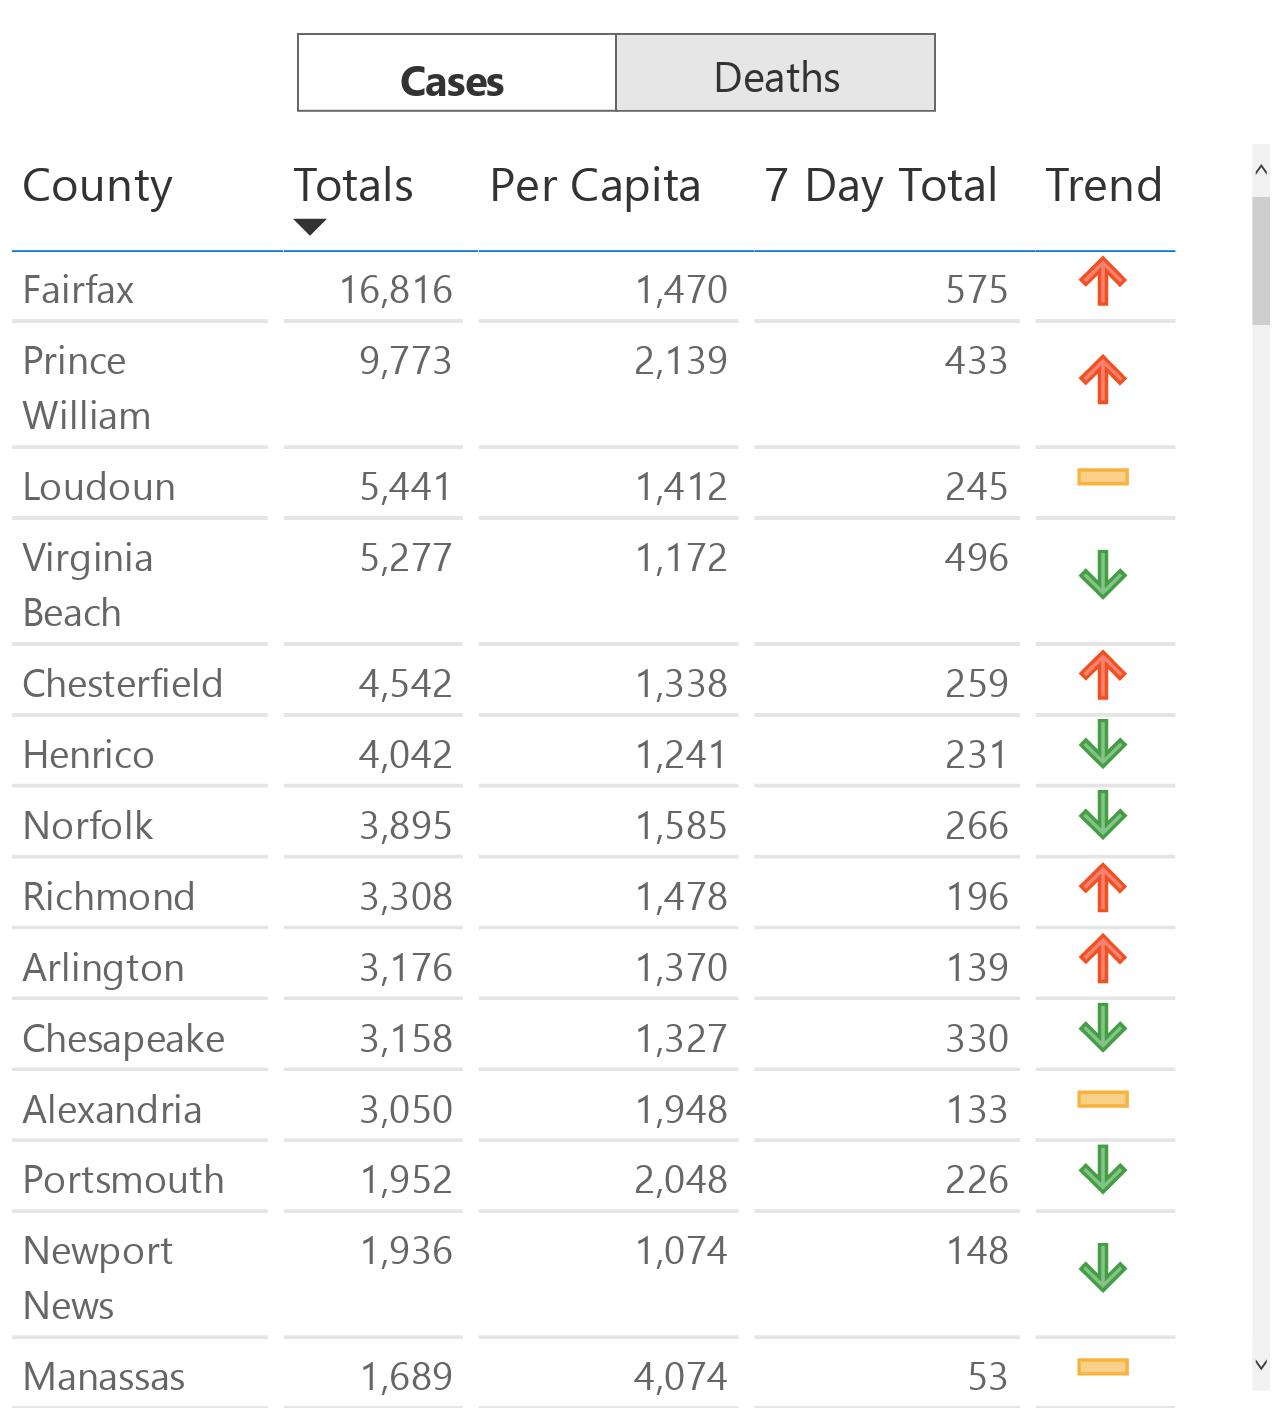 Cases Deaths
County Totals Per Capita 7 Day Total Trend
Fairfax 16,816 1,470 575
Prince 9,773 2,139 433
William
Loudoun 5,441 1,412 245
Virginia 5,277 1,172 496
Beach
Chesterfield 4,542 1,338 259
Henrico 4,042 1,241 231
Norfolk 3,895 1,585 266
Richmond 3,308 1,478 196
Arlington 3,176 1,370 139
Chesapeake 3,158 1,327 330
Alexandria 3,050 1,948 133
Portsmouth 1,952 2,048 226
Newport 1,936 1,074 148
News
Manassas 1,689 4,074 53